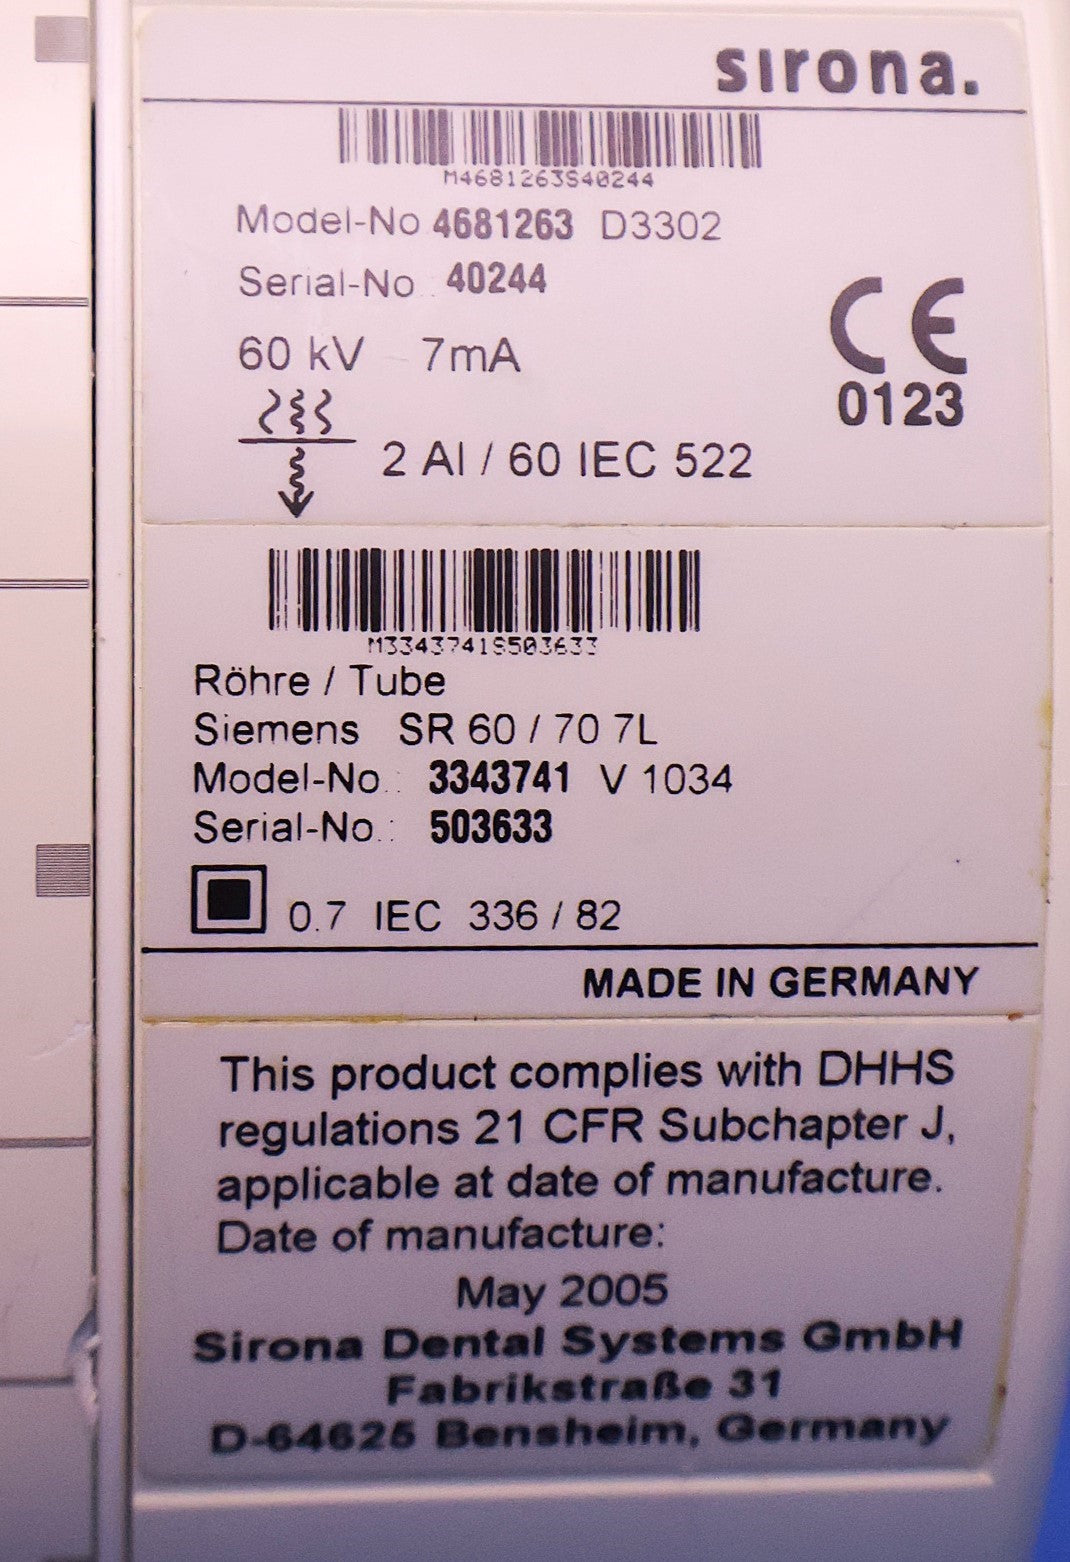 sirona.
M4681263S40244
Model-No 4681263 D3302
Serial-No. 40244
60 kV 7mA
CE
0123
2 Al / 60 IEC 522
M3343741S503633
Röhre / Tube
Siemens SR 60 / 70 7L
Model-No.: 3343741 V 1034
Serial-No.: 503633
0.7 IEC 336 / 82
MADE IN GERMANY
This product complies with DHHS
regulations 21 CFR Subchapter J,
applicable at date of manufacture.
Date of manufacture:
May 2005
Sirona Dental Systems GmbH
Fabrikstraße 31
D-64625 Bensheim, Germany